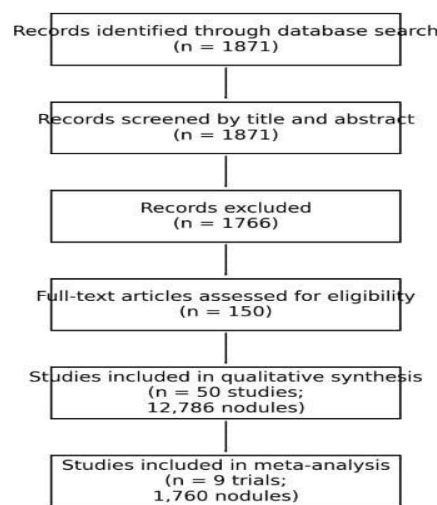 Records identified through database search
(n = 1871)
Records screened by title and abstract
(n = 1871)
Records excluded
(n = 1766)
Full-text articles assessed for eligibility
(n = 150)
Studies included in qualitative synthesis
(n = 50 studies;
12,786 nodules)
Studies included in meta-analysis
(n = 9 trials;
1,760 nodules)